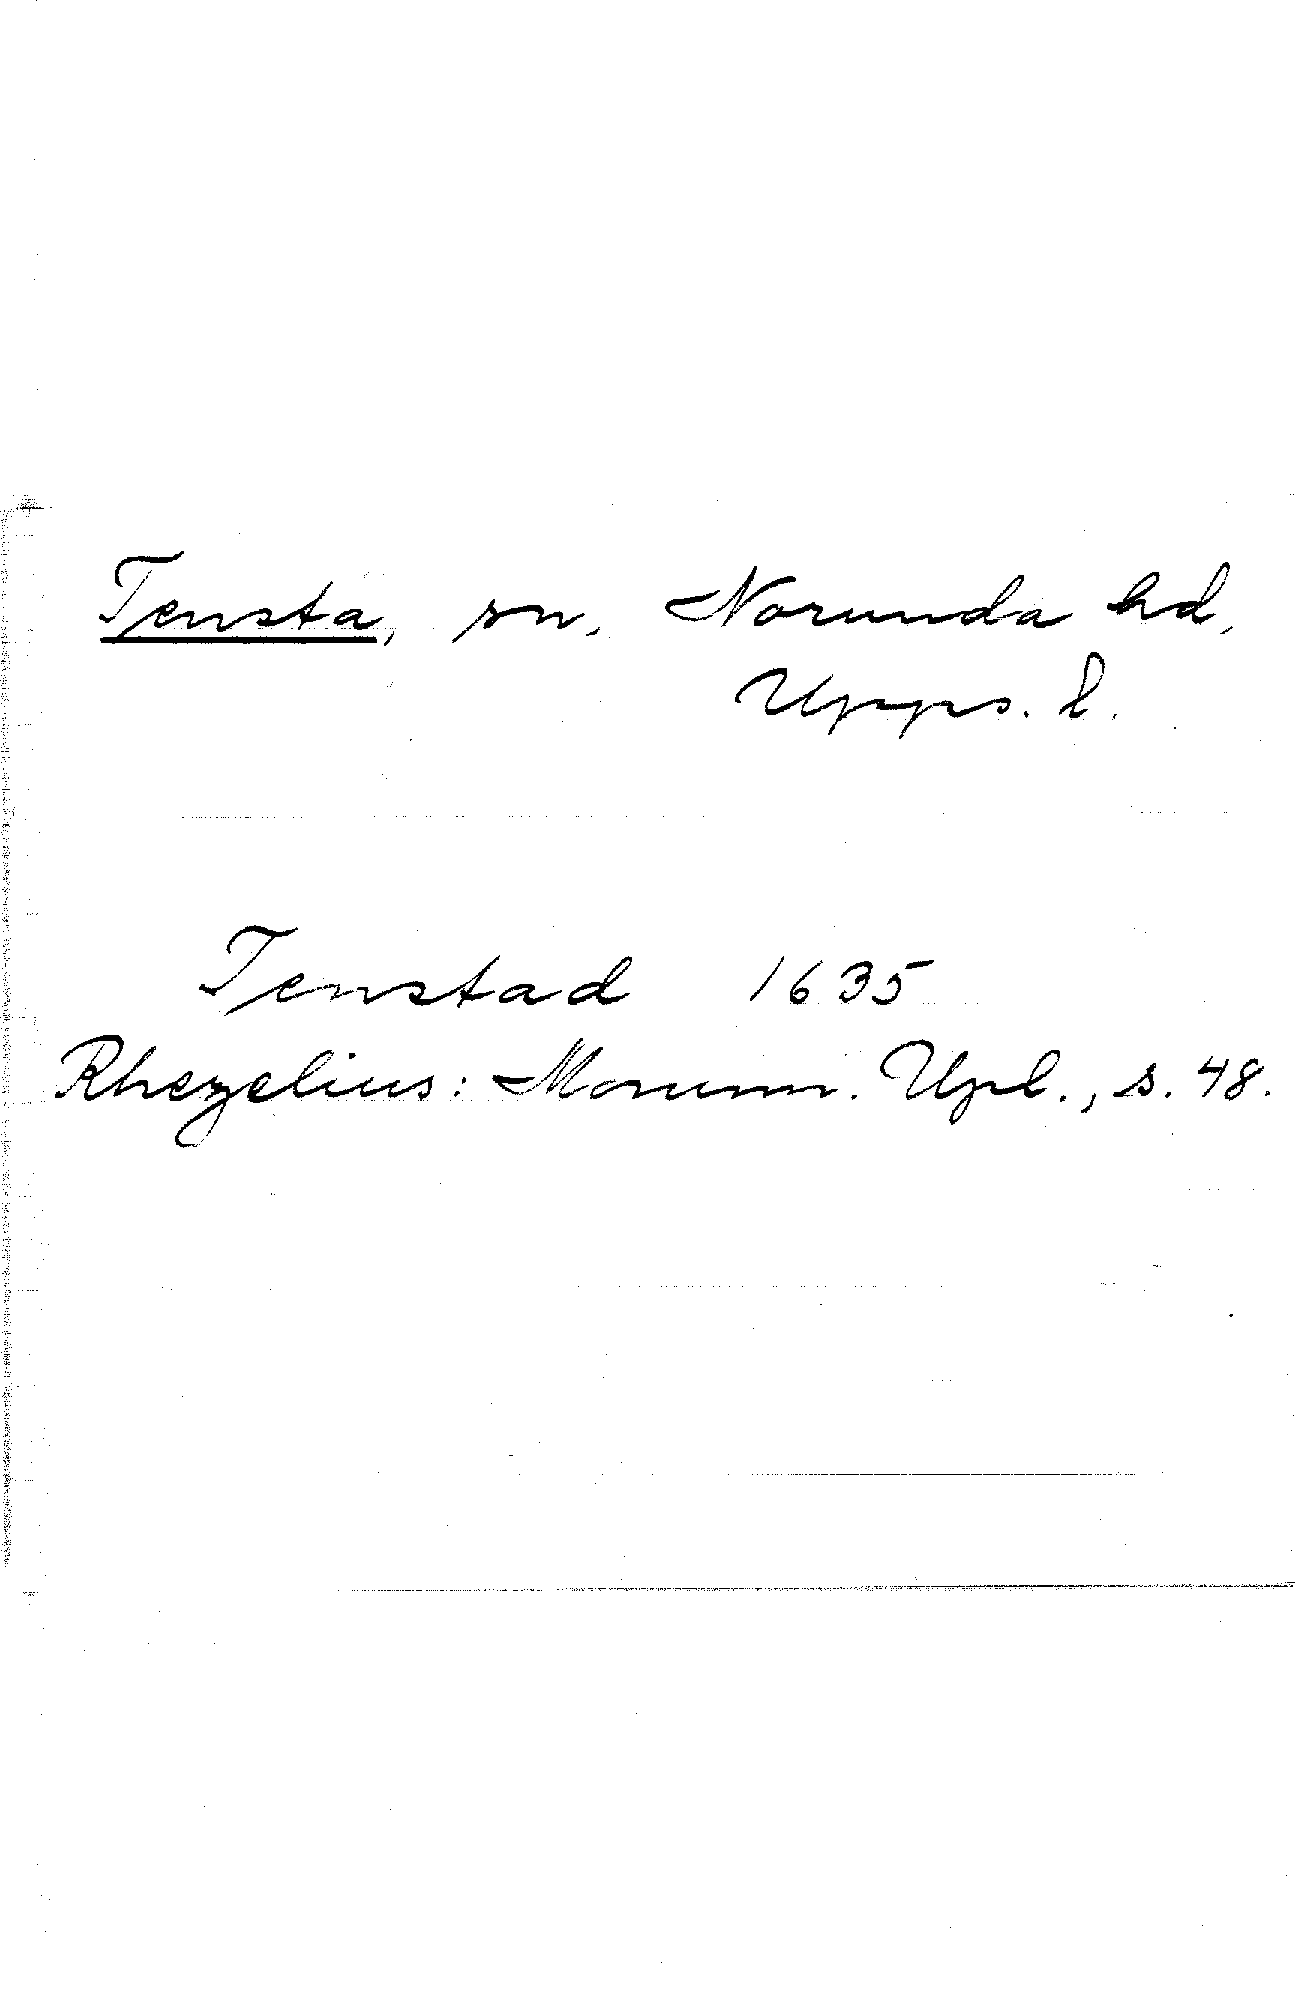 Tensta, sn, Norunda hd,
Upps. l.
Tenstad 1635
Rhezelius: Monum. Upl., s. 48.